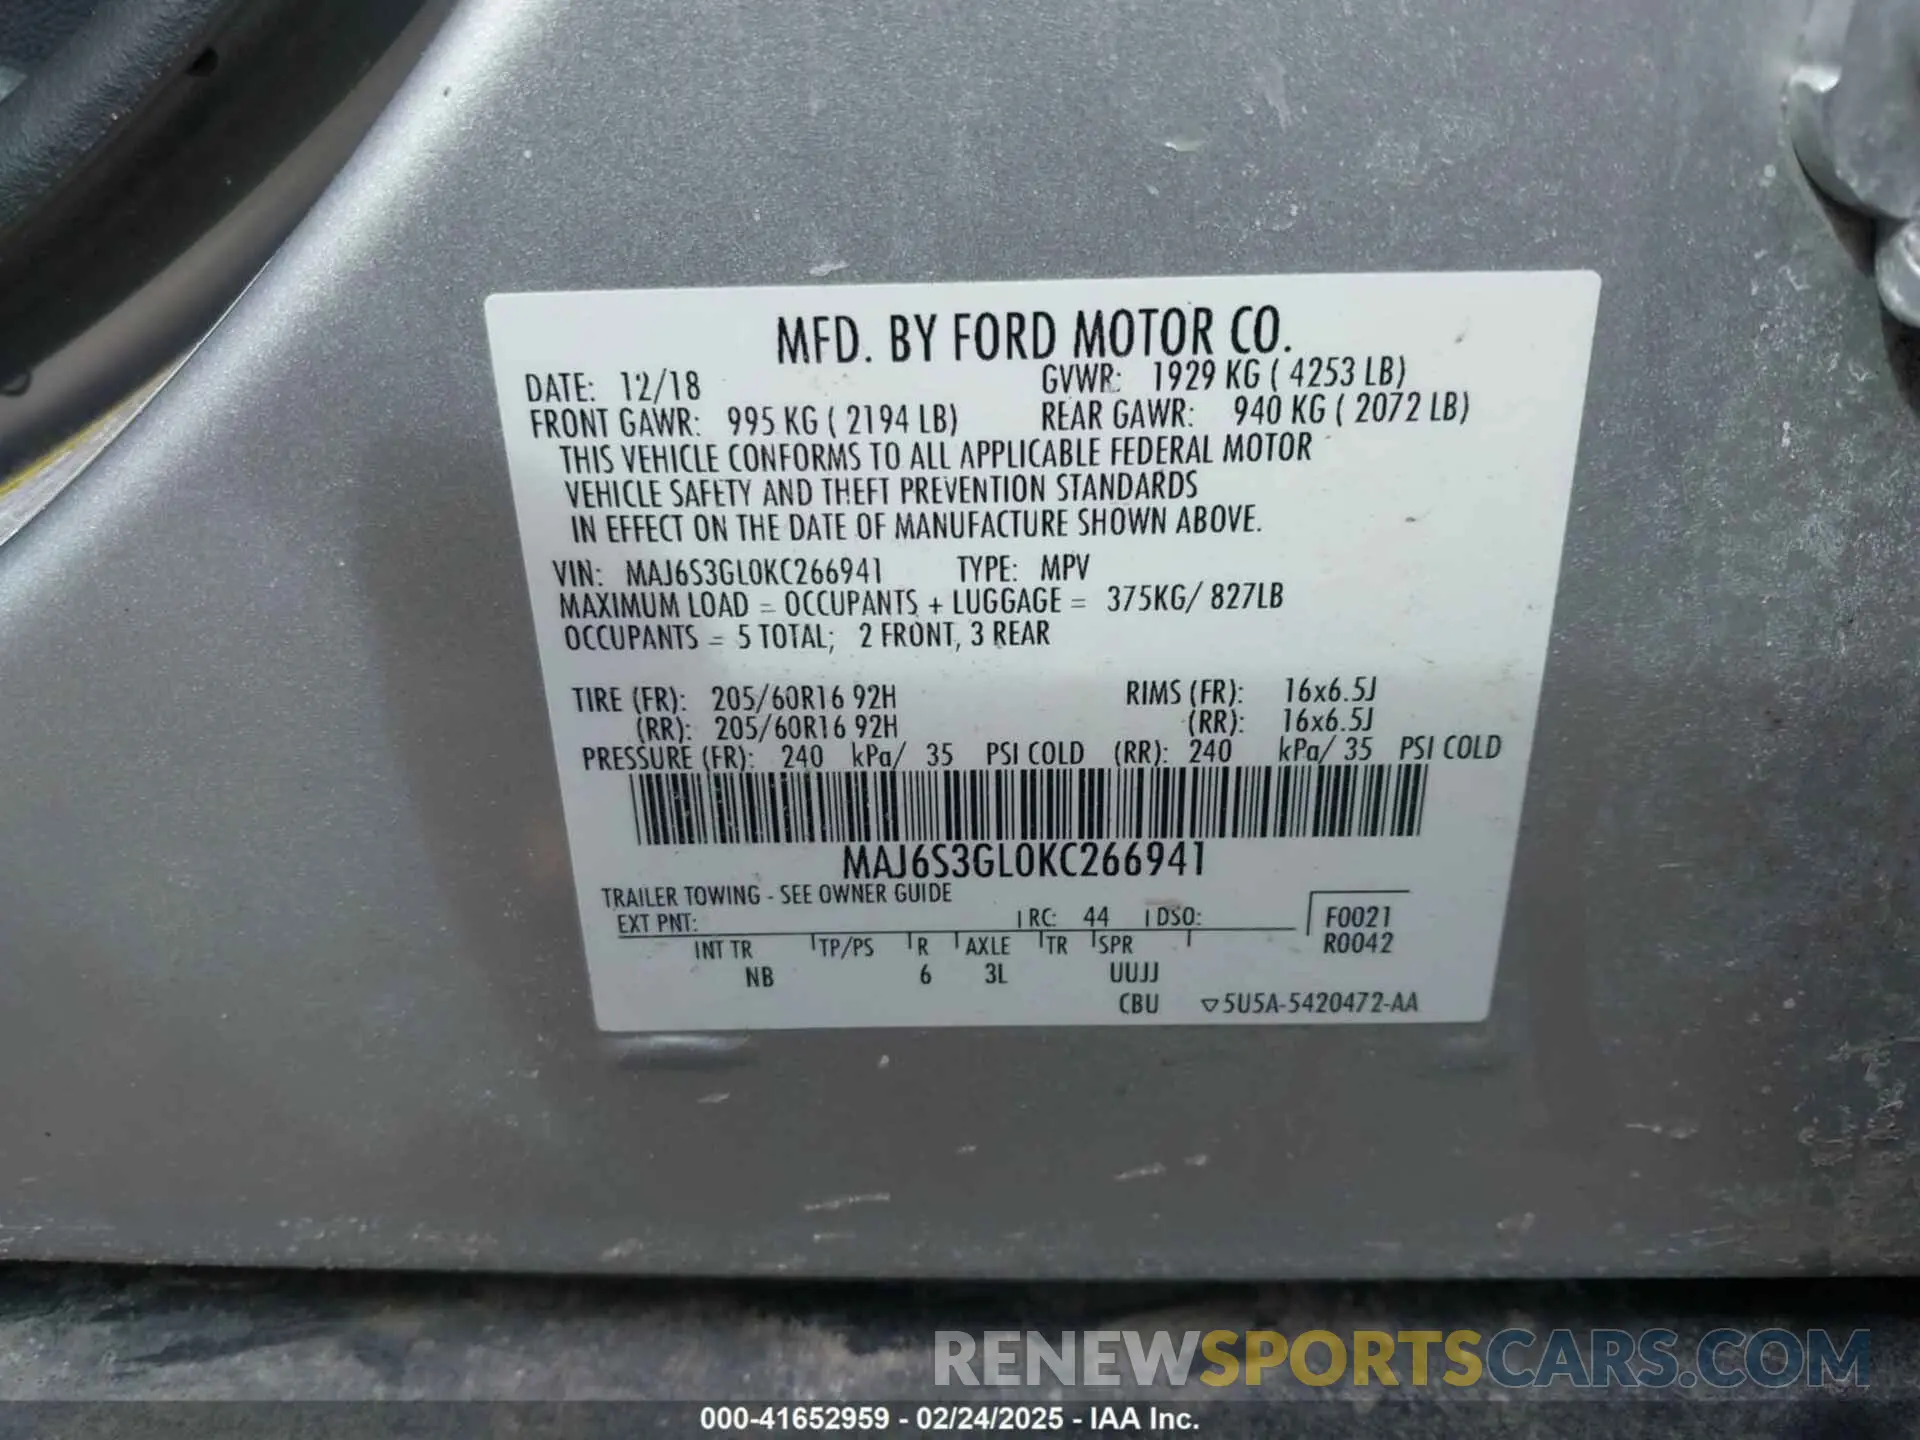 MFD. BY FORD MOTOR CO.
DATE: 12/18 GVWR: 1929 KG ( 4253 LB)
FRONT GAWR: 995 KG ( 2194 LB) REAR GAWR: 940 KG ( 2072 LB)
THIS VEHICLE CONFORMS TO ALL APPLICABLE FEDERAL MOTOR
VEHICLE SAFETY AND THEFT PREVENTION STANDARDS
IN EFFECT ON THE DATE OF MANUFACTURE SHOWN ABOVE.
VIN: MAJ6S3GL0KC266941 TYPE: MPV
MAXIMUM LOAD = OCCUPANTS + LUGGAGE = 375KG/ 827LB
OCCUPANTS = 5 TOTAL; 2 FRONT, 3 REAR
TIRE (FR): 205/60R16 92H RIMS (FR): 16x6.5J
(RR): 205/60R16 92H (RR): 16x6.5J
PRESSURE (FR): 240 kPa/ 35 PSI COLD (RR): 240 kPa/ 35 PSI COLD
MAJ6S3GL0KC266941
TRAILER TOWING - SEE OWNER GUIDE
EXT PNT: RC: 44 DSO: F0021
R0042
INT TR TP/PS R AXLE TR SPR
NB 6 3L UUJJ
CBU ▽5U5A-5420472-AA
RENEWSPORTSCARS.COM
000-41652959 - 02/24/2025 - IAA Inc.